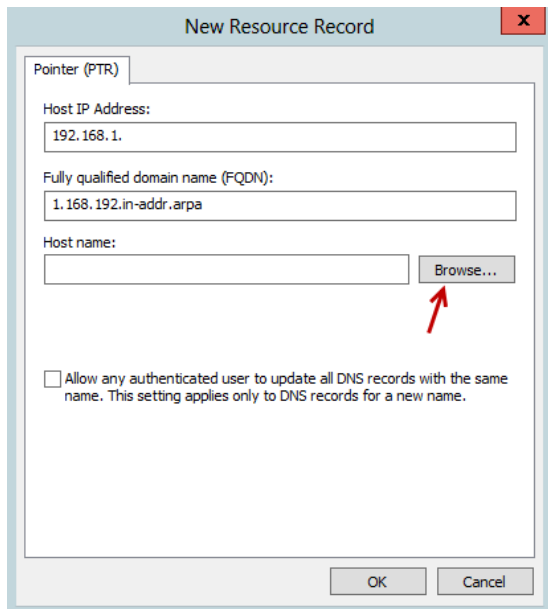 New Resource Record
x
Pointer (PTR)
Host IP Address:
192.168.1.
Fully qualified domain name (FQDN):
1.168.192.in-addr.arpa
Host name:
Browse...
Allow any authenticated user to update all DNS records with the same
name. This setting applies only to DNS records for a new name.
OK
Cancel